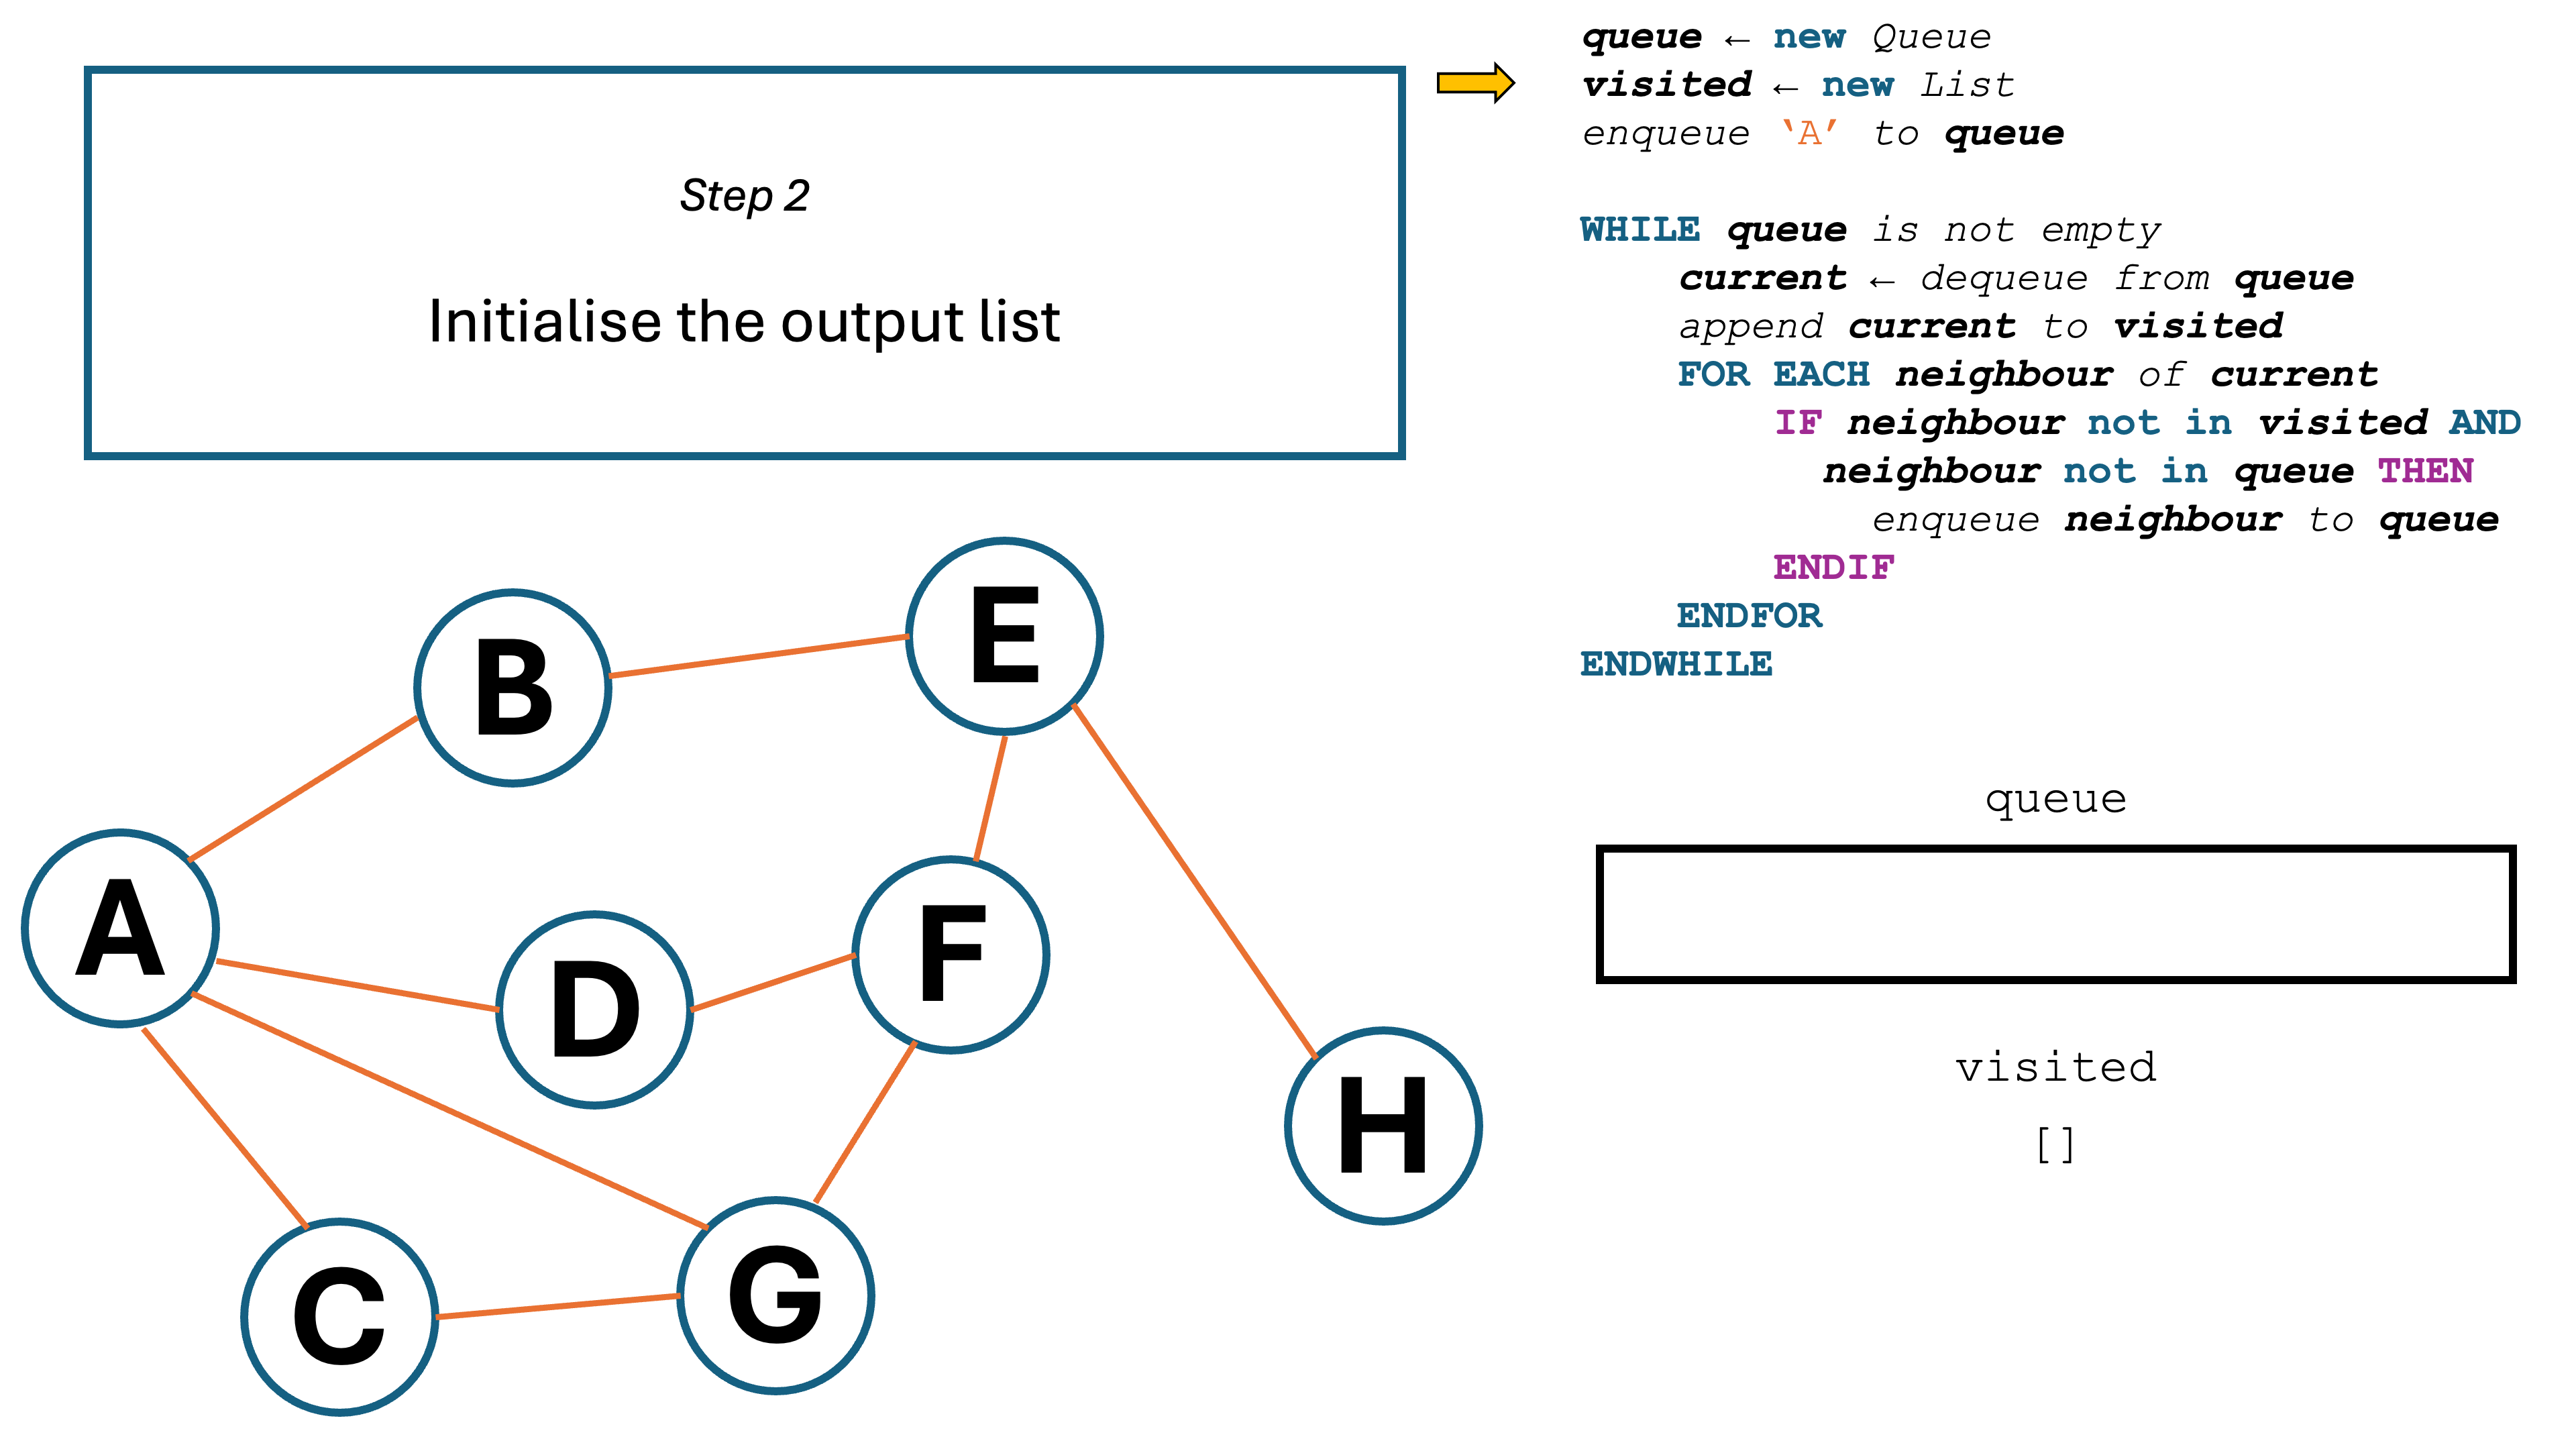 Step 2
Initialise the output list
queue ← new Queue
visited ← new List
enqueue ‘A’ to queue
WHILE queue is not empty
current ← dequeue from queue
append current to visited
FOR EACH neighbour of current
IF neighbour not in visited AND
neighbour not in queue THEN
enqueue neighbour to queue
ENDIF
ENDFOR
ENDWHILE
B
E
A
D
F
H
C
G
queue
visited
[]